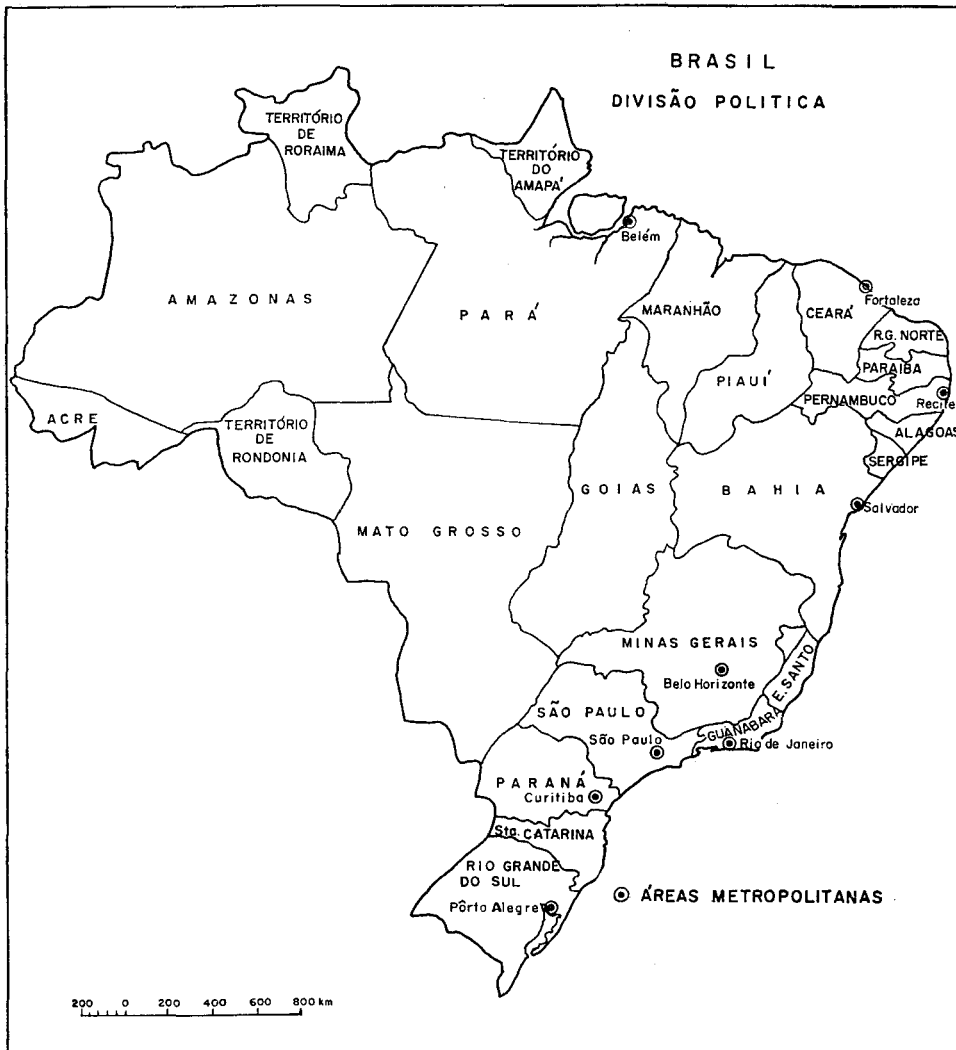 BRASIL
DIVISÃO POLITICA
TERRITÓRIO
DE
RORAIMA
TERRITÓRIO
DO
AMAPÁ
Belém
AMAZONAS
PARÁ
MARANHÃO
CEARÁ
Fortaleza
R.G. NORTE
PARAIBA
PIAUÍ
PERNAMBUCO
Recife
ACRE
TERRITÓRIO
DE
RONDONIA
ALAGOAS
SERGIPE
GOIAS
BAHIA
Salvador
MATO GROSSO
MINAS GERAIS
Belo Horizonte
E. SANTO
SÃO PAULO
São Paulo
GUANABARA
Rio de Janeiro
PARANÁ
Curitiba
Sta. CATARINA
RIO GRANDE
DO SUL
Pôrto Alegre
ÁREAS METROPOLITANAS
200 0 200 400 600 800 km